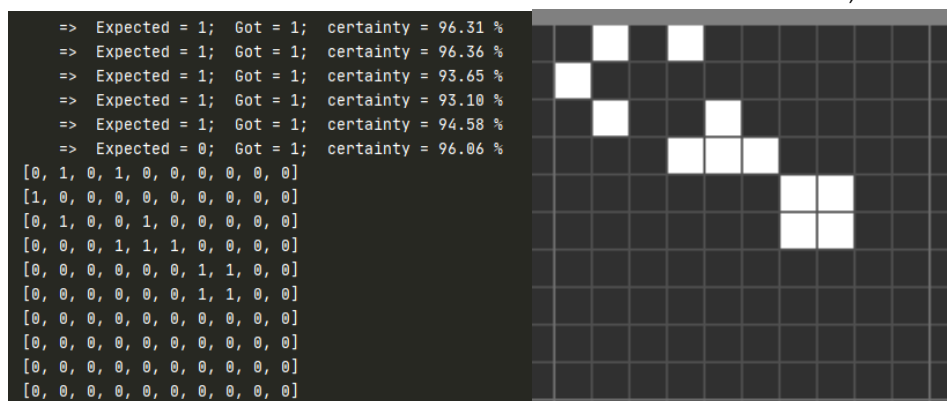 => Expected = 1; Got = 1; certainty = 96.31 %
=> Expected = 1; Got = 1; certainty = 96.36 %
=> Expected = 1; Got = 1; certainty = 93.65 %
=> Expected = 1; Got = 1; certainty = 93.10 %
=> Expected = 1; Got = 1; certainty = 94.58 %
=> Expected = 0; Got = 1; certainty = 96.06 %
[0, 1, 0, 1, 0, 0, 0, 0, 0, 0]
[1, 0, 0, 0, 0, 0, 0, 0, 0, 0]
[0, 1, 0, 0, 1, 0, 0, 0, 0, 0]
[0, 0, 0, 1, 1, 1, 0, 0, 0, 0]
[0, 0, 0, 0, 0, 0, 1, 1, 0, 0]
[0, 0, 0, 0, 0, 0, 1, 1, 0, 0]
[0, 0, 0, 0, 0, 0, 0, 0, 0, 0]
[0, 0, 0, 0, 0, 0, 0, 0, 0, 0]
[0, 0, 0, 0, 0, 0, 0, 0, 0, 0]
[0, 0, 0, 0, 0, 0, 0, 0, 0, 0]